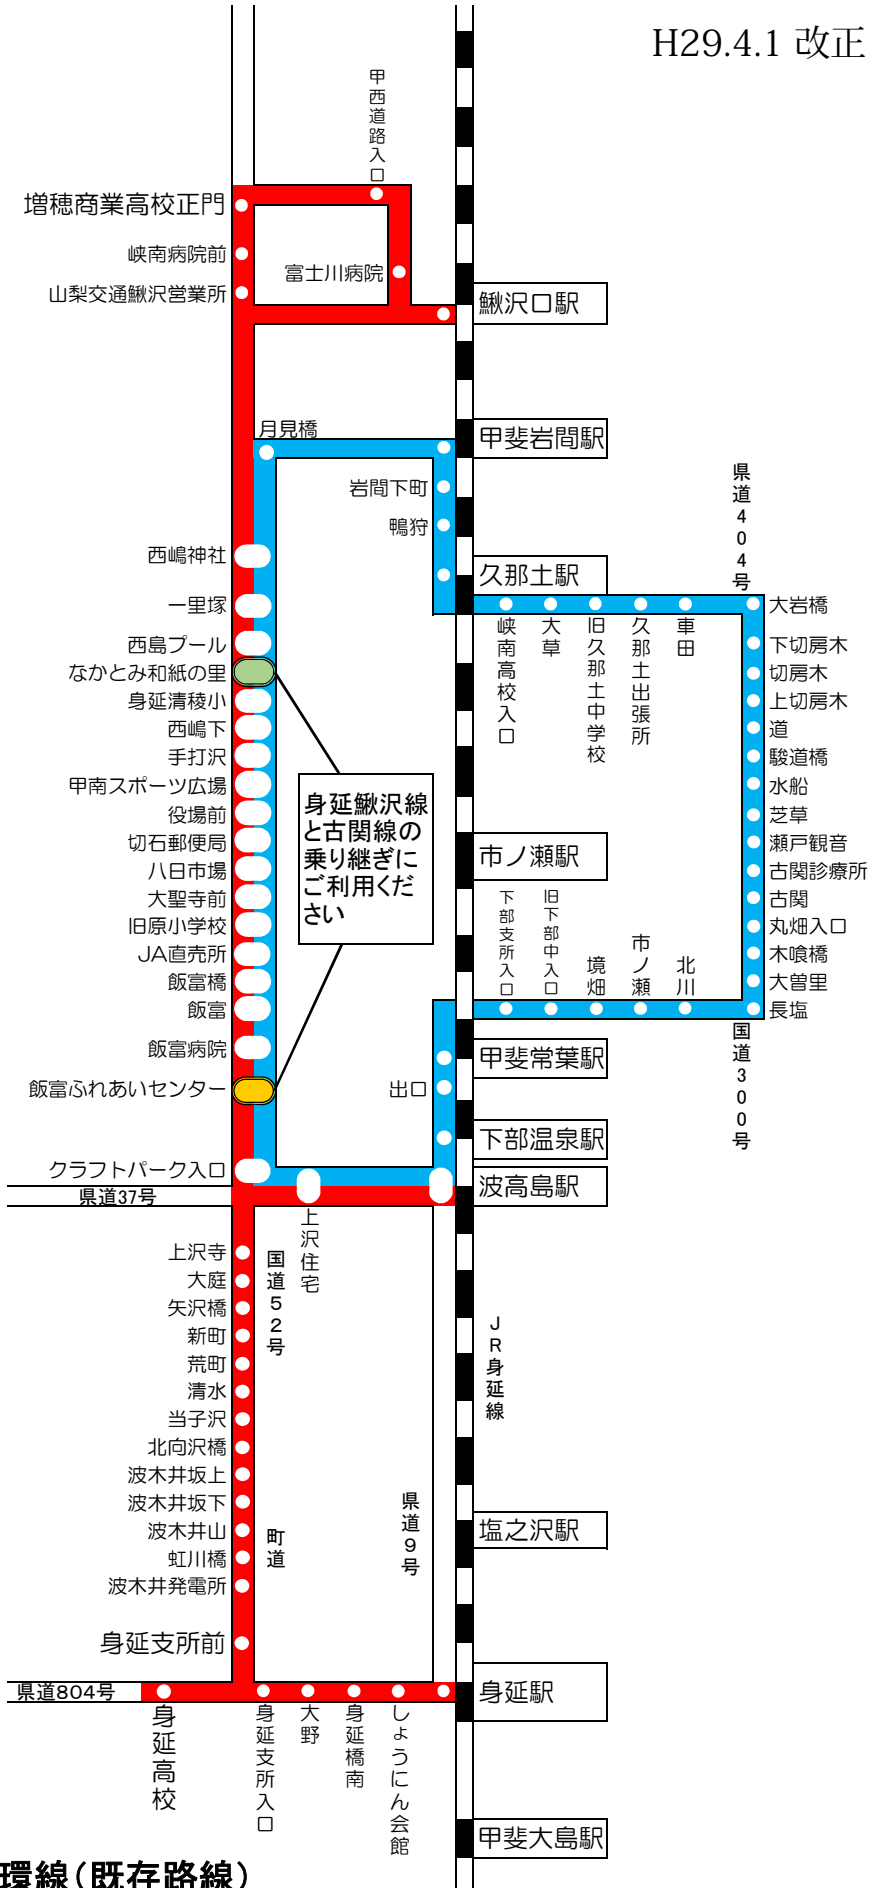 H29.4.1 改正
甲西道路入口
増穂商業高校正門
峡南病院前
富士川病院
山梨交通鰍沢営業所
鰍沢口駅
月見橋
甲斐岩間駅
岩間下町
鴨狩
県道404号
西嶋神社
久那土駅
一里塚
大岩橋
峡南高校入口
大草
旧久那土中学校
久那土出張所
車田
西島プール
下切房木
なかとみ和紙の里
切房木
身延清稜小
上切房木
西嶋下
道
手打沢
駿道橋
甲南スポーツ広場
水船
身延鰍沢線
と古関線の
乗り継ぎに
ご利用くだ
さい
役場前
芝草
切石郵便局
瀬戸観音
市ノ瀬駅
八日市場
古関診療所
大聖寺前
古関
下部支所入口
旧下部中入口
境畑
市ノ瀬
北川
旧原小学校
丸畑入口
JA直売所
木喰橋
飯富橋
大曽里
飯富
長塩
国道300号
飯富病院
甲斐常葉駅
飯富ふれあいセンター
出口
下部温泉駅
クラフトパーク入口
波高島駅
県道37号
上沢住宅
上沢寺
国道52号
大庭
矢沢橋
新町
JR身延線
荒町
清水
当子沢
北向沢橋
波木井坂上
波木井坂下
県道9号
波木井山
町道
塩之沢駅
虹川橋
波木井発電所
身延支所前
県道804号
身延駅
身延高校
身延支所入口
大野
身延橋南
しょうにん会館
甲斐大島駅
環線(既存路線)